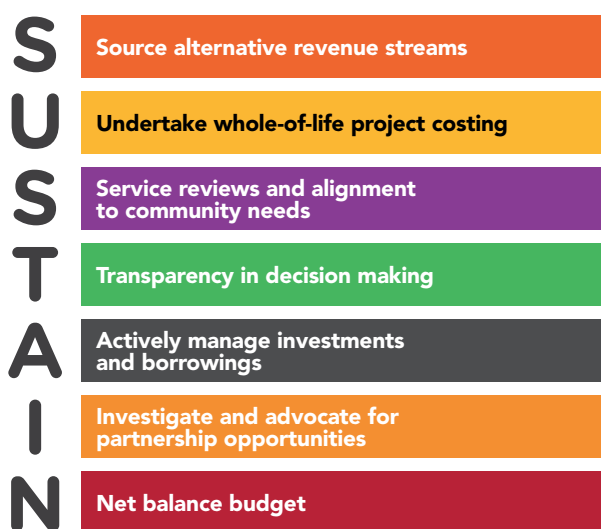 S
Source alternative revenue streams
U
Undertake whole-of-life project costing
S
Service reviews and alignment
to community needs
T
Transparency in decision making
A
Actively manage investments
and borrowings
I
Investigate and advocate for
partnership opportunities
N
Net balance budget